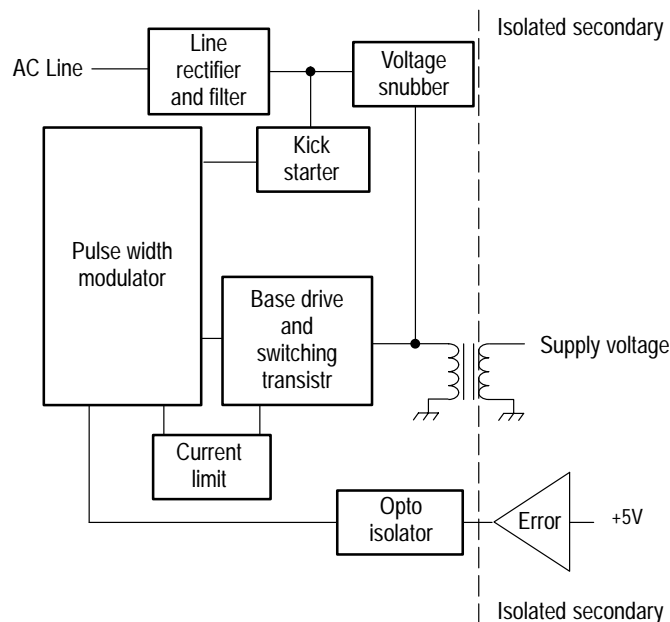 Isolated secondary
AC Line
Line
rectifier
and filter
Voltage
snubber
Kick
starter
Pulse width
modulator
Base drive
and
switching
transistr
Supply voltage
Current
limit
Opto
isolator
Error
+5V
Isolated secondary